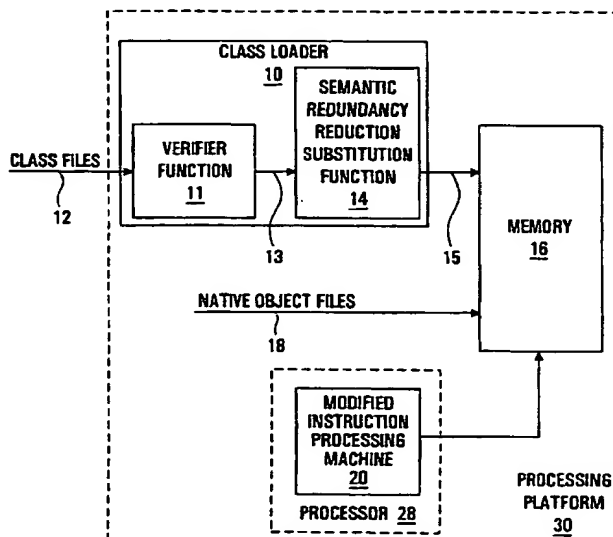 CLASS LOADER
10
SEMANTIC
REDUNDANCY
REDUCTION
SUBSTITUTION
FUNCTION
14
VERIFIER
FUNCTION
11
CLASS FILES
12
13
15
MEMORY
16
NATIVE OBJECT FILES
18
MODIFIED
INSTRUCTION
PROCESSING
MACHINE
20
PROCESSOR 28
PROCESSING
PLATFORM
30